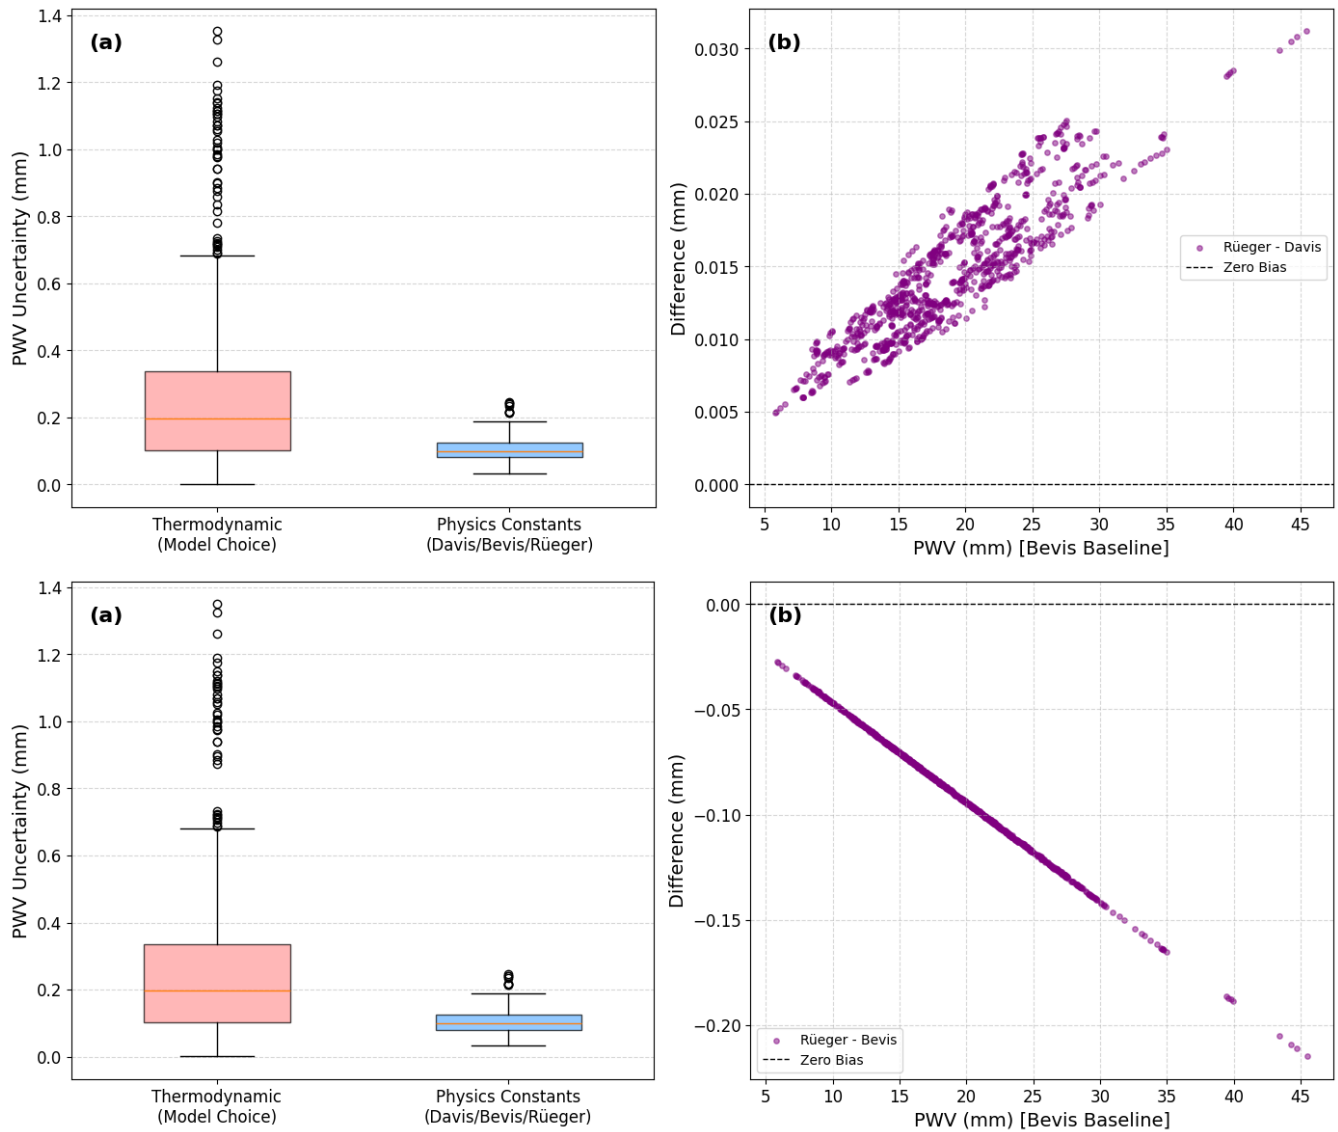 (a)
PWV Uncertainty (mm)
1.4
1.2
1.0
0.8
0.6
0.4
0.2
0.0
Thermodynamic
(Model Choice)
Physics Constants
(Davis/Bevis/Rüeger)
(b)
Difference (mm)
0.030
0.025
0.020
0.015
0.010
0.005
0.000
Rüeger - Davis
Zero Bias
5 10 15 20 25 30 35 40 45
PWV (mm) [Bevis Baseline]
(a)
PWV Uncertainty (mm)
1.4
1.2
1.0
0.8
0.6
0.4
0.2
0.0
Thermodynamic
(Model Choice)
Physics Constants
(Davis/Bevis/Rüeger)
(b)
Difference (mm)
0.00
−0.05
−0.10
−0.15
−0.20
Rüeger - Bevis
Zero Bias
5 10 15 20 25 30 35 40 45
PWV (mm) [Bevis Baseline]